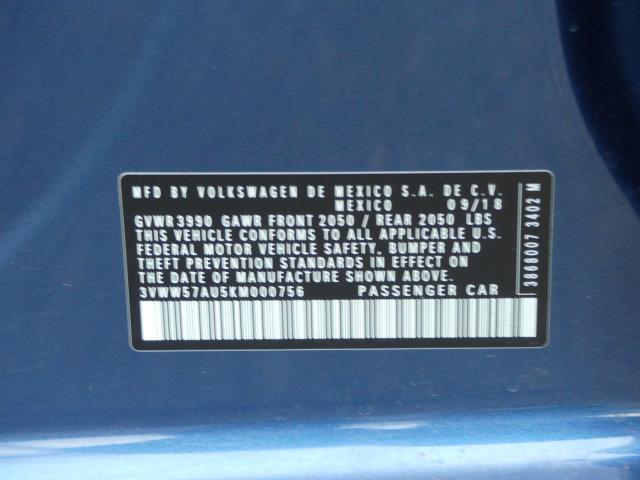 MFD BY VOLKSWAGEN DE MEXICO S.A. DE C.V.
MEXICO 09/18
GVWR 3990 GAWR FRONT 2050 / REAR 2050 LBS
THIS VEHICLE CONFORMS TO ALL APPLICABLE U.S.
FEDERAL MOTOR VEHICLE SAFETY, BUMPER AND
THEFT PREVENTION STANDARDS IN EFFECT ON
THE DATE OF MANUFACTURE SHOWN ABOVE.
3VWW57AU5KM000756 PASSENGER CAR
3868007 3402 M